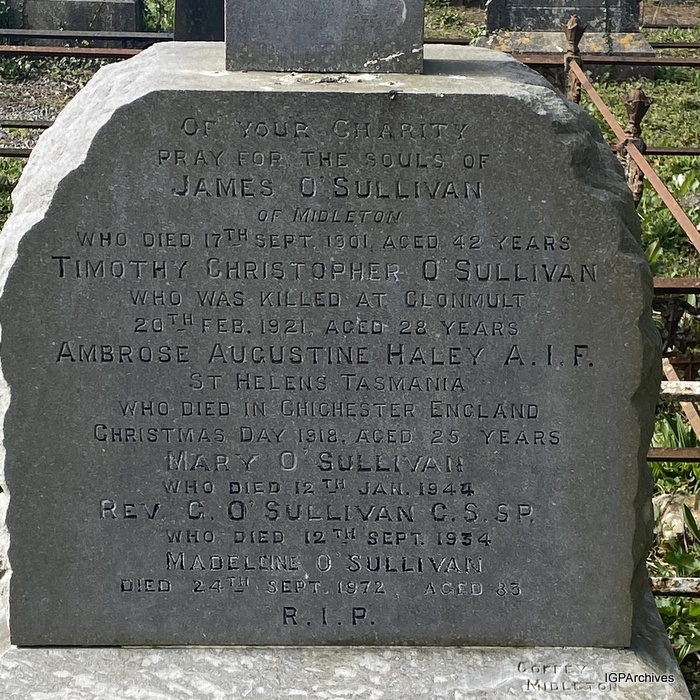 OF YOUR CHARITY
PRAY FOR THE SOULS OF
JAMES O'SULLIVAN
OF MIDLETON
WHO DIED 17TH SEPT. 1901, AGED 42 YEARS
TIMOTHY CHRISTOPHER O'SULLIVAN
WHO WAS KILLED AT CLONMULT
20TH FEB. 1921, AGED 28 YEARS
AMBROSE AUGUSTINE HALEY A.I.F.
ST HELENS TASMANIA
WHO DIED IN CHICHESTER ENGLAND
CHRISTMAS DAY 1918, AGED 25 YEARS
MARY O'SULLIVAN
WHO DIED 12TH JAN. 1944
REV. C. O'SULLIVAN C.S.SP.
WHO DIED 12TH SEPT. 1934
MADELEINE O'SULLIVAN
DIED 24TH SEPT. 1972, AGED 83
R.I.P.
COFFEY
MIDLETON
IGPArchives